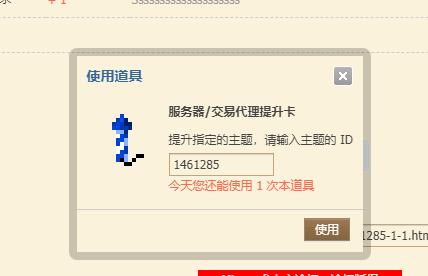 + 1
使用道具
服务器/交易代理提升卡
提升指定的主题，请输入主题的 ID
1461285
今天您还能使用 1 次本道具
使用
1285-1-1.htm